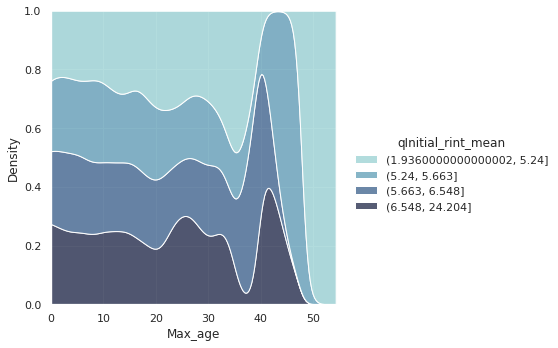 1.0
0.8
0.6
0.4
0.2
0.0
Density
0 10 20 30 40 50
Max_age
qInitial_rint_mean
(1.9360000000000002, 5.24]
(5.24, 5.663]
(5.663, 6.548]
(6.548, 24.204]